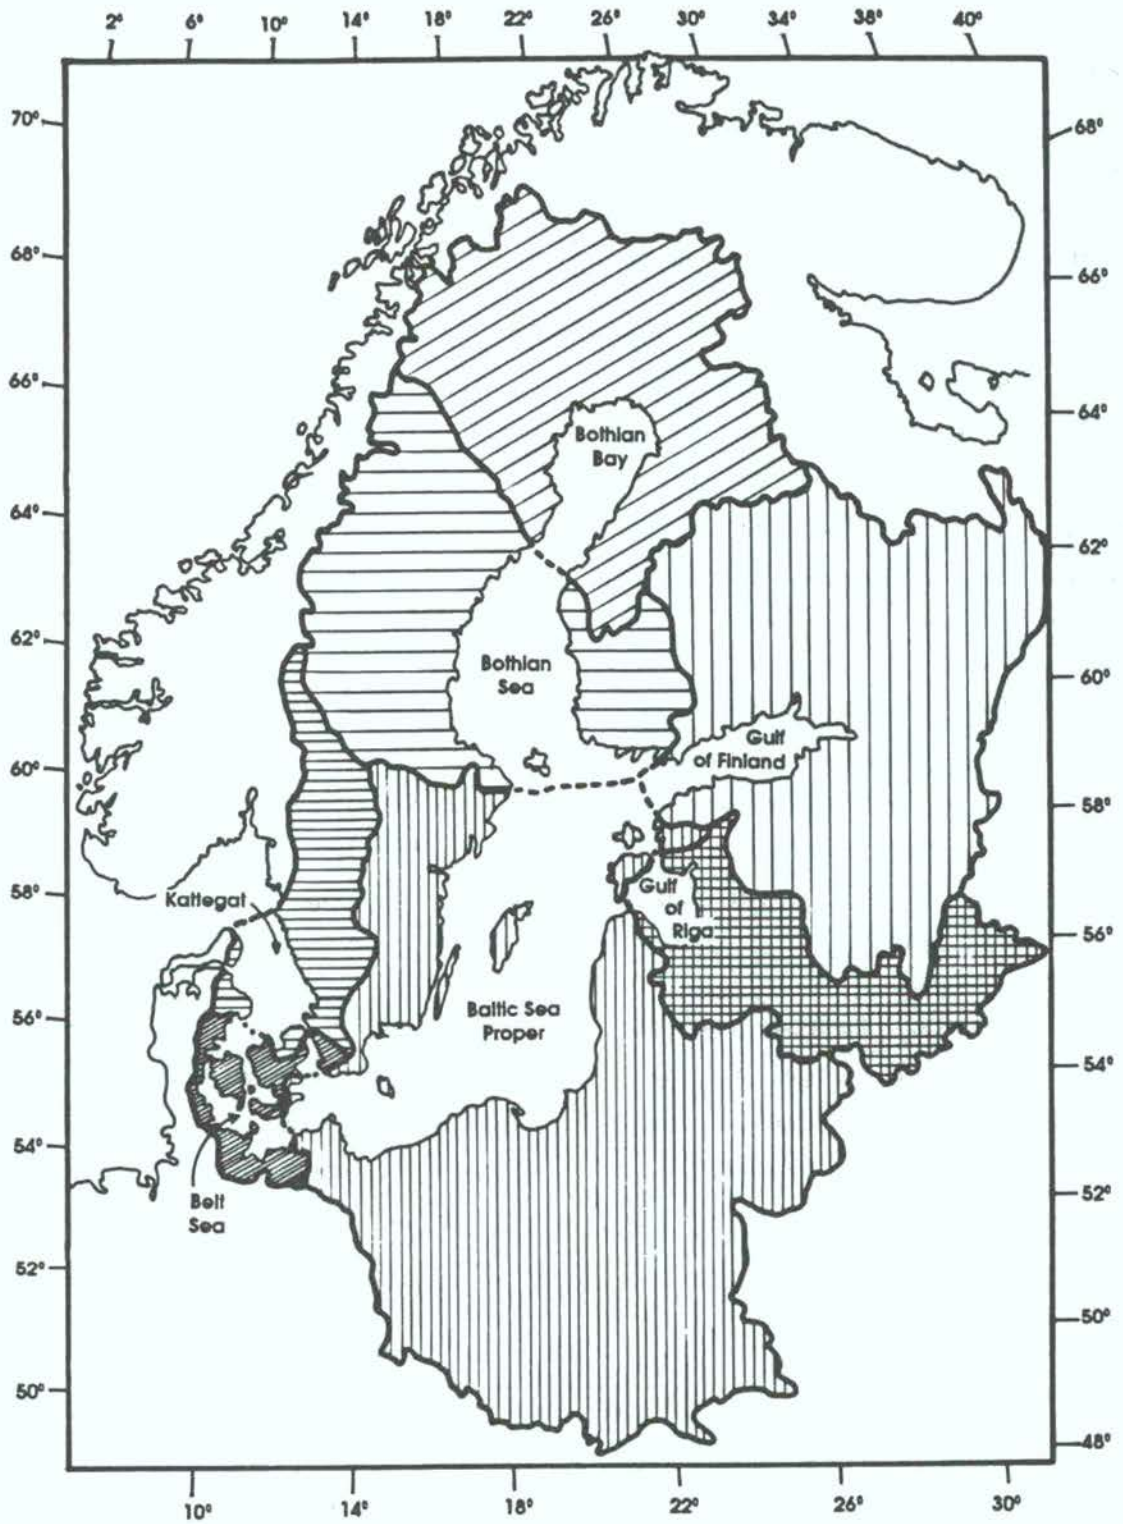 2° 6° 10° 14° 18° 22° 26° 30° 34° 38° 40°
70°
68°
68°
66°
66°
64°
Bothian
Bay
64°
62°
62°
60°
Bothian
Sea
Gulf
of Finland
60°
58°
Kattegat
58°
Gulf
of
Riga
56°
56°
Baltic Sea
Proper
54°
54°
52°
Belt
Sea
52°
50°
50°
48°
10° 14° 18° 22° 26° 30°